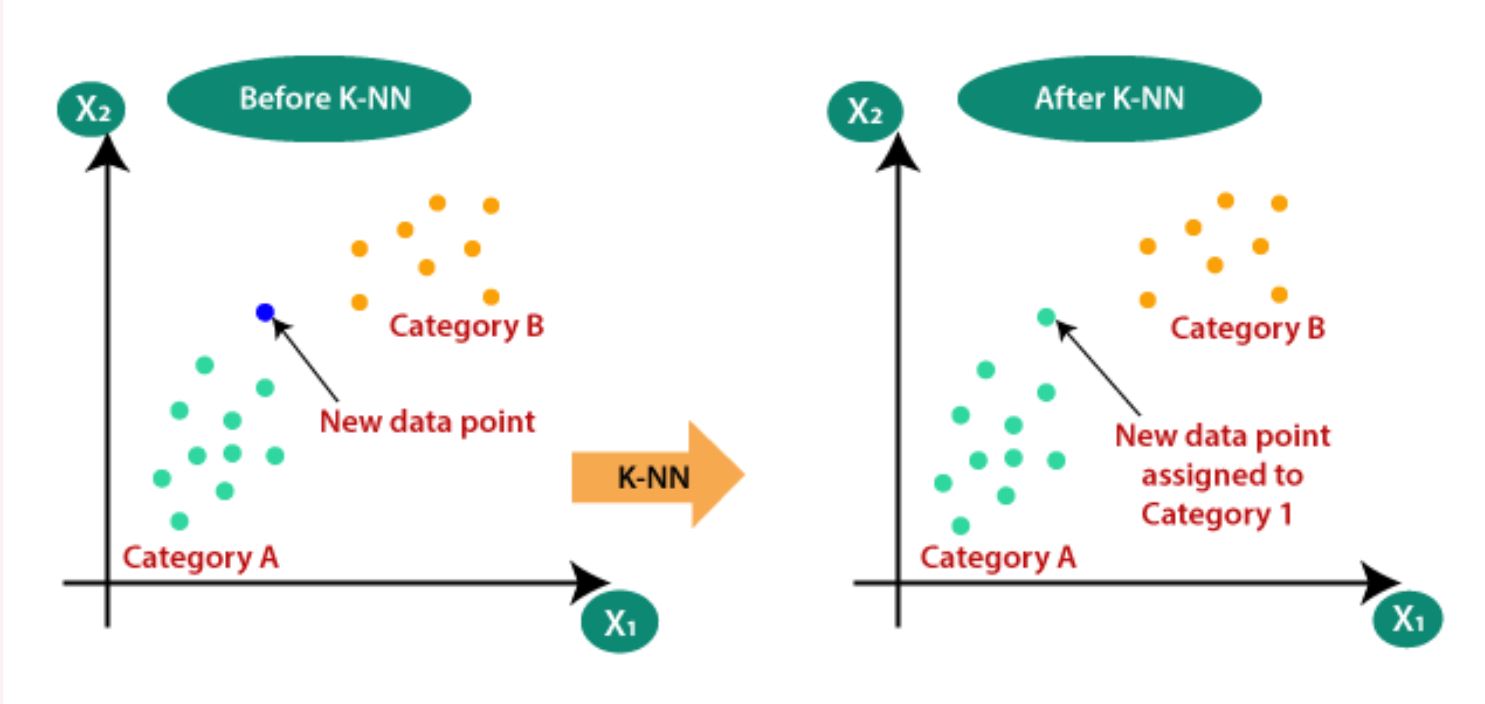 Before K-NN
X₂
Category B
New data point
Category A
X₁
K-NN
After K-NN
X₂
Category B
New data point
assigned to
Category 1
Category A
X₁